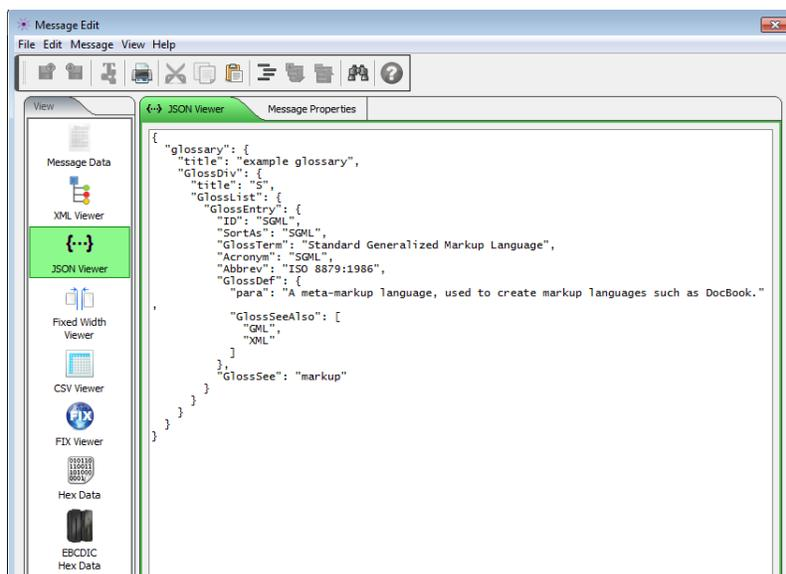 Message Edit
File Edit Message View Help
View
Message Data
XML Viewer
{···}
JSON Viewer
Fixed Width
Viewer
CSV Viewer
FIX
FIX Viewer
010110
110011
101000
0001
Hex Data
EBCDIC
Hex Data
{···} JSON Viewer
Message Properties
{
  "glossary": {
    "title": "example glossary",
    "GlossDiv": {
      "title": "S",
      "GlossList": {
        "GlossEntry": {
          "ID": "SGML",
          "SortAs": "SGML",
          "GlossTerm": "Standard Generalized Markup Language",
          "Acronym": "SGML",
          "Abbrev": "ISO 8879:1986",
          "GlossDef": {
            "para": "A meta-markup language, used to create markup languages such as DocBook."
,
            "GlossSeeAlso": [
              "GML",
              "XML"
            ]
          },
          "GlossSee": "markup"
        }
      }
    }
  }
}